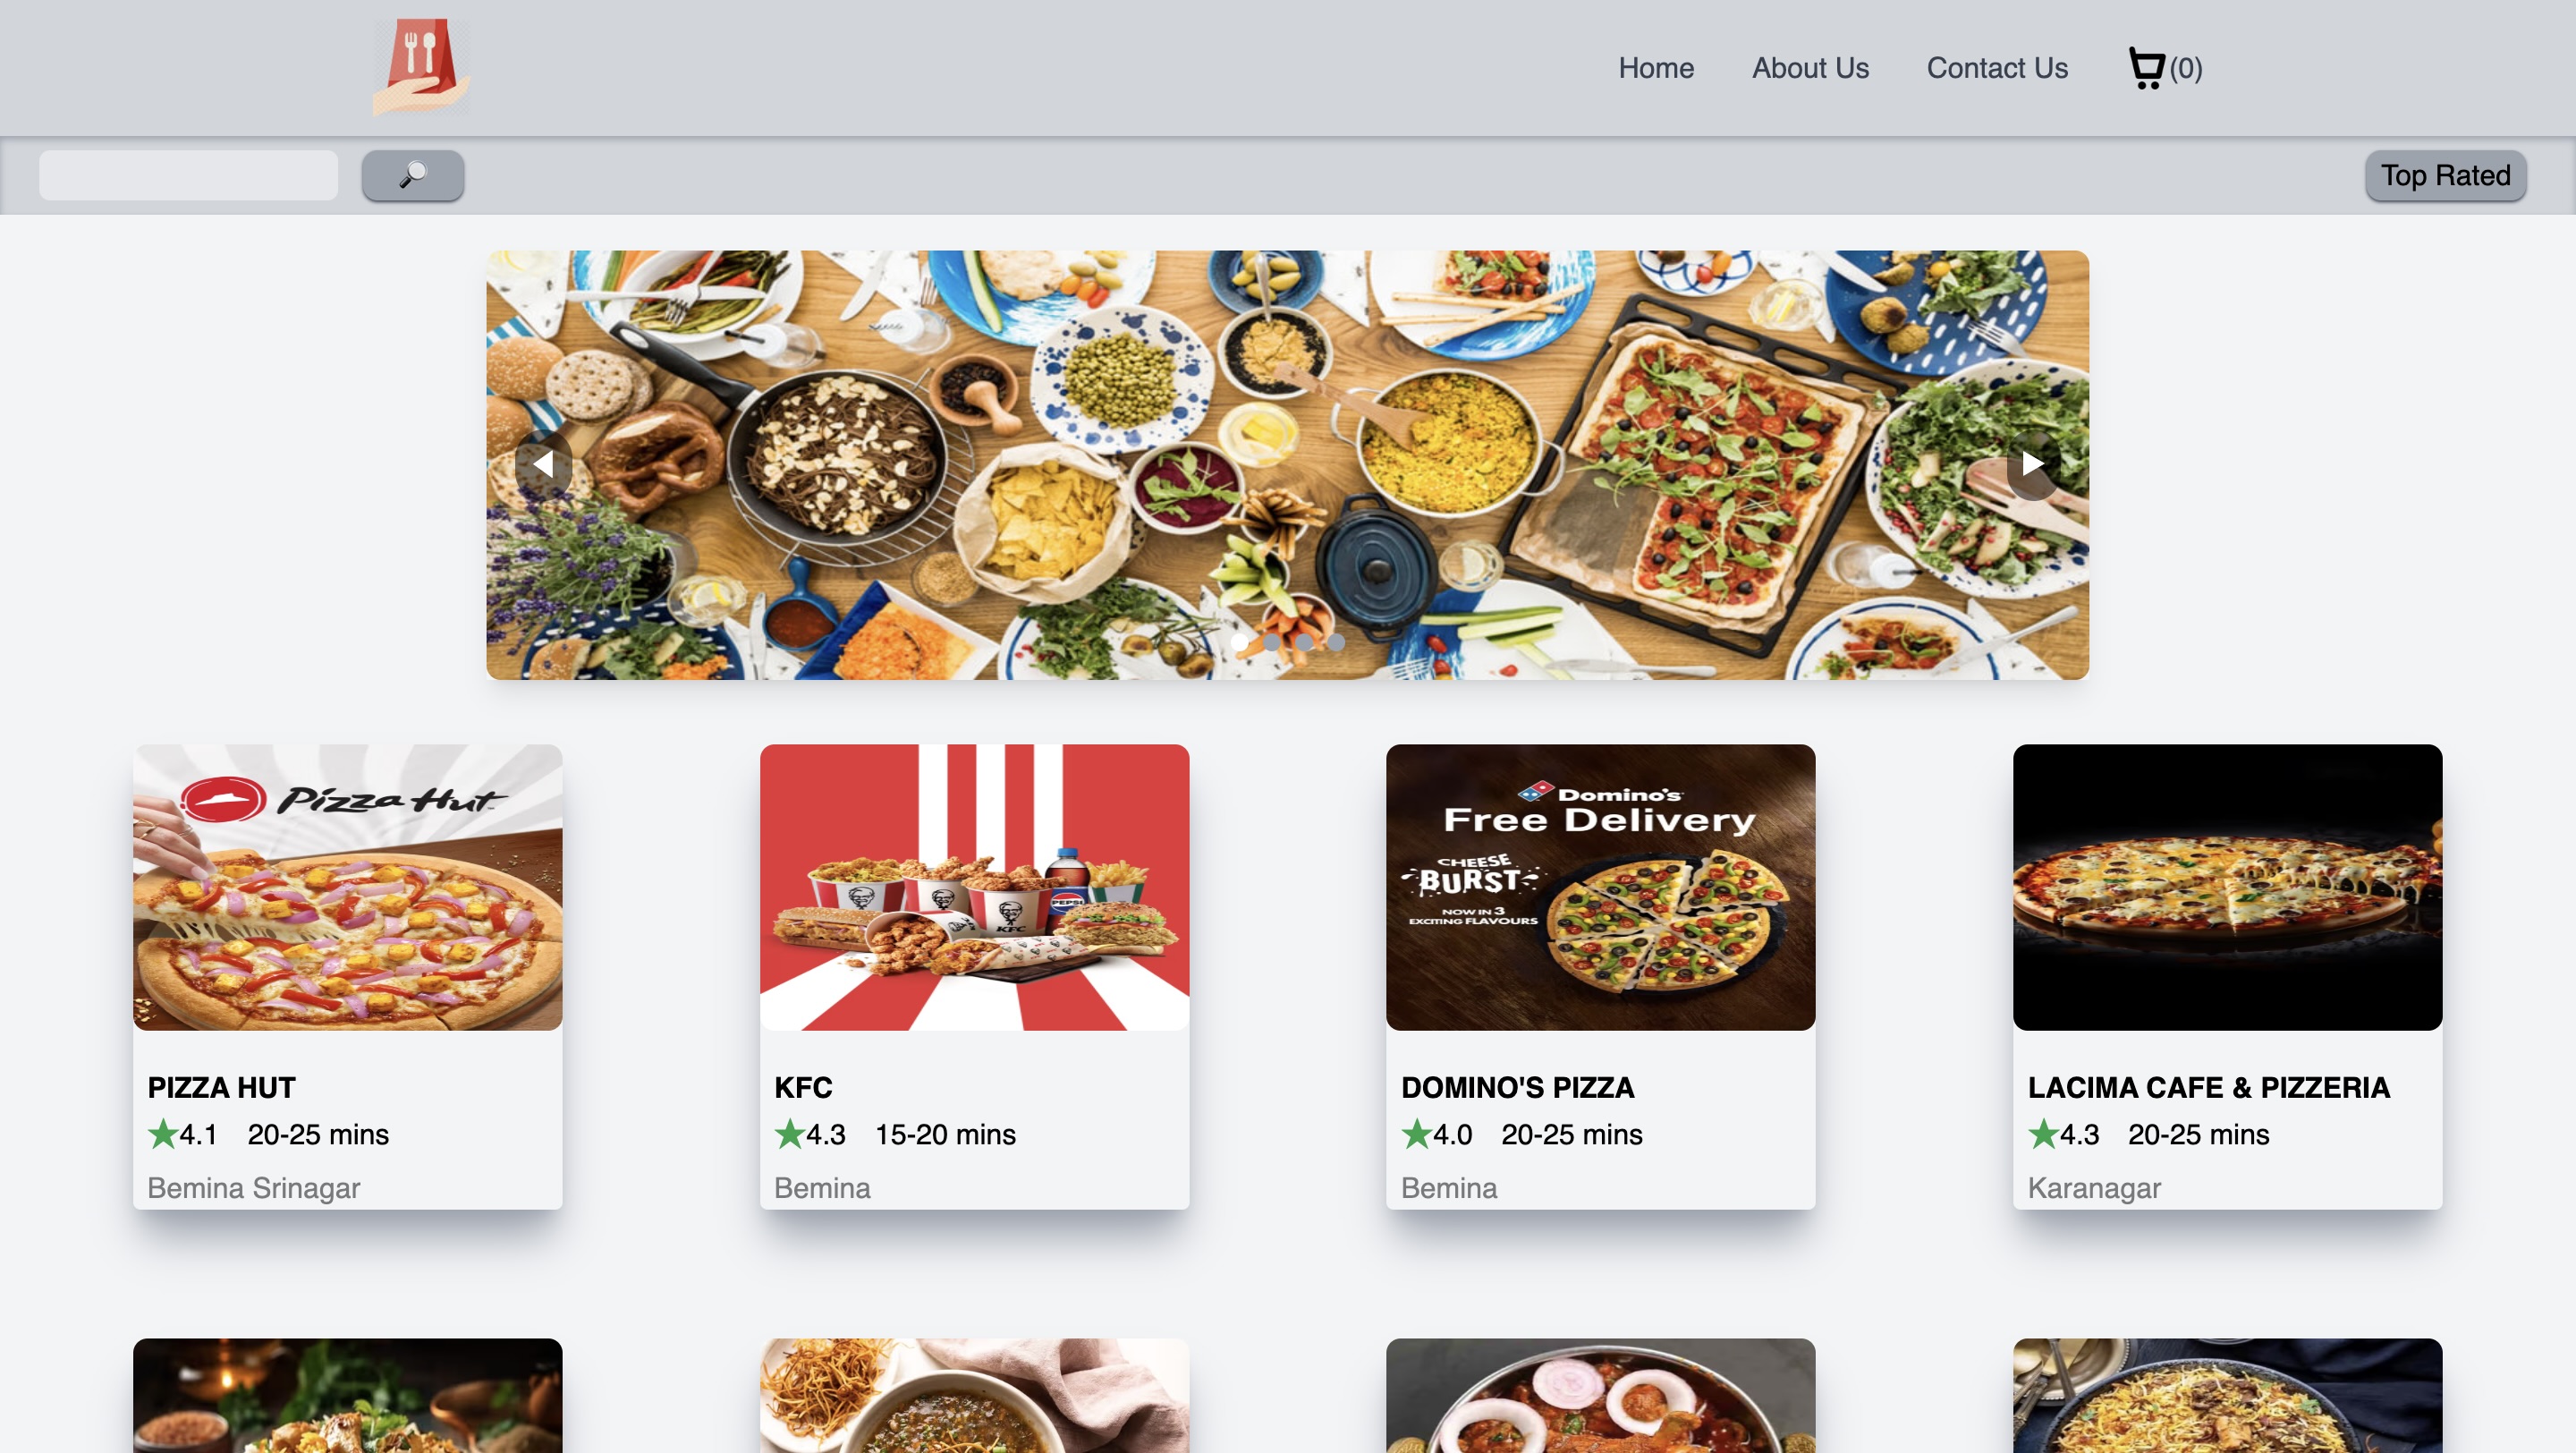 Home About Us Contact Us (0)
Top Rated
Pizza Hut
KFC
PEPSI
Domino's
Free Delivery
CHEESE
BURST
NOW IN 3
EXCITING FLAVOURS
PIZZA HUT
★4.1 20-25 mins
Bemina Srinagar
KFC
★4.3 15-20 mins
Bemina
DOMINO'S PIZZA
★4.0 20-25 mins
Bemina
LACIMA CAFE & PIZZERIA
★4.3 20-25 mins
Karanagar